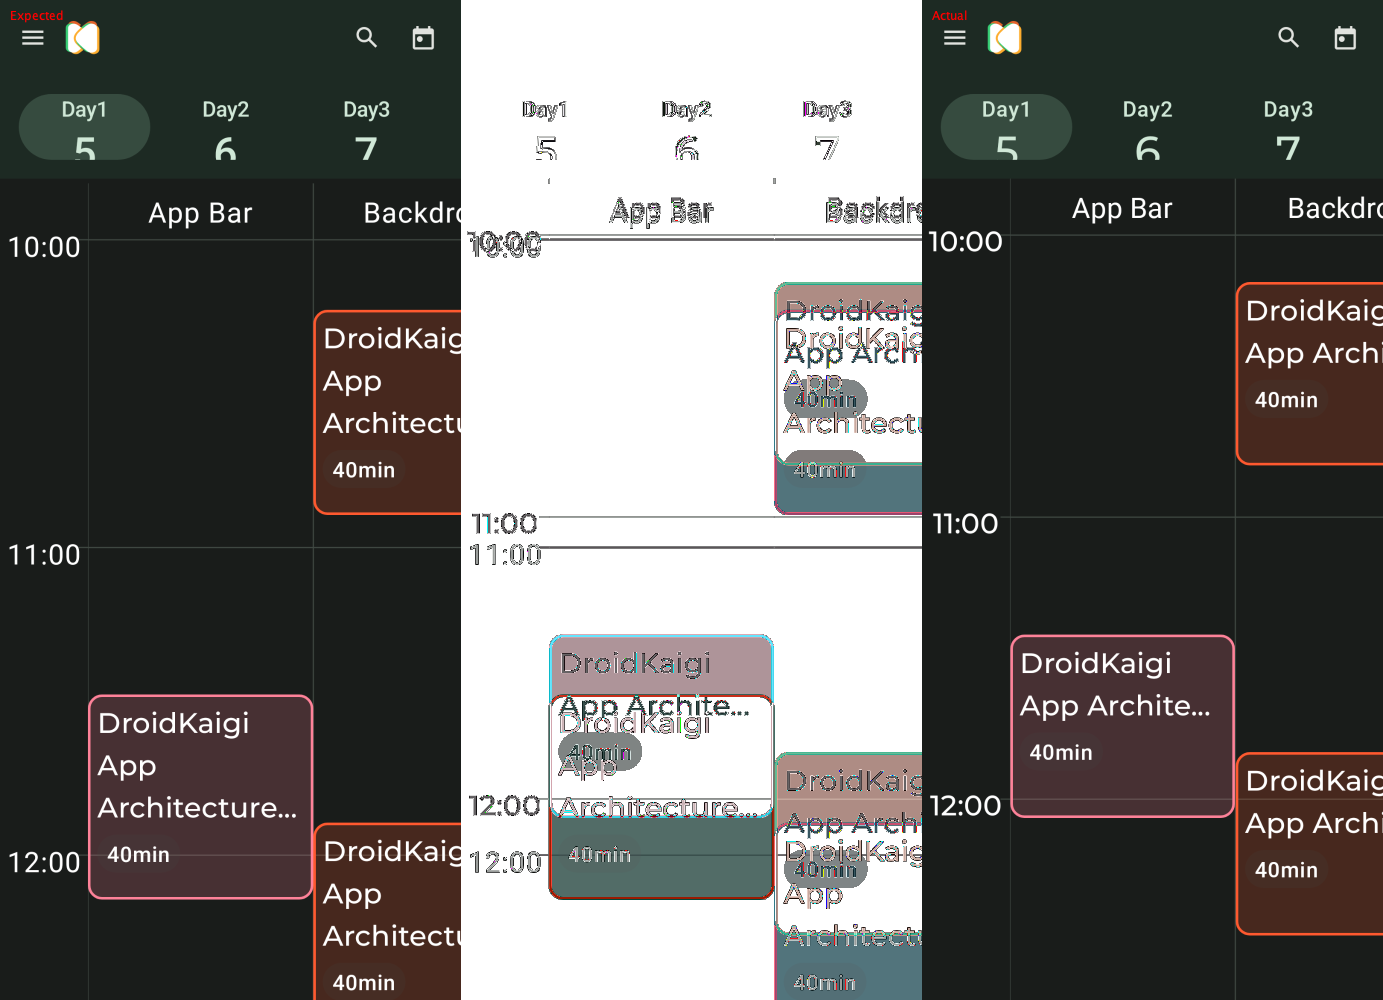 Expected
Day1
Day2
Day3
5
6
7
App Bar
Backdro
10:00
DroidKaig
App
Architectu
40min
11:00
DroidKaigi
App
Architecture...
40min
12:00
DroidKaig
App
Architectu
40min
Day1
Day2
Day3
5
6
7
App Bar
Backdro
10:00
10:00
DroidKaig
DroidKaig
App Arch
App
40min
Architectu
40min
11:00
11:00
DroidKaigi
App Archite...
DroidKaigi
40min
App
12:00
Architecture...
DroidKaig
App Arch
40min
12:00
DroidKaig
40min
App
Architectu
40min
Actual
Day1
Day2
Day3
5
6
7
App Bar
Backdro
10:00
DroidKaig
App Archi
40min
11:00
DroidKaigi
App Archite...
40min
12:00
DroidKaig
App Archi
40min